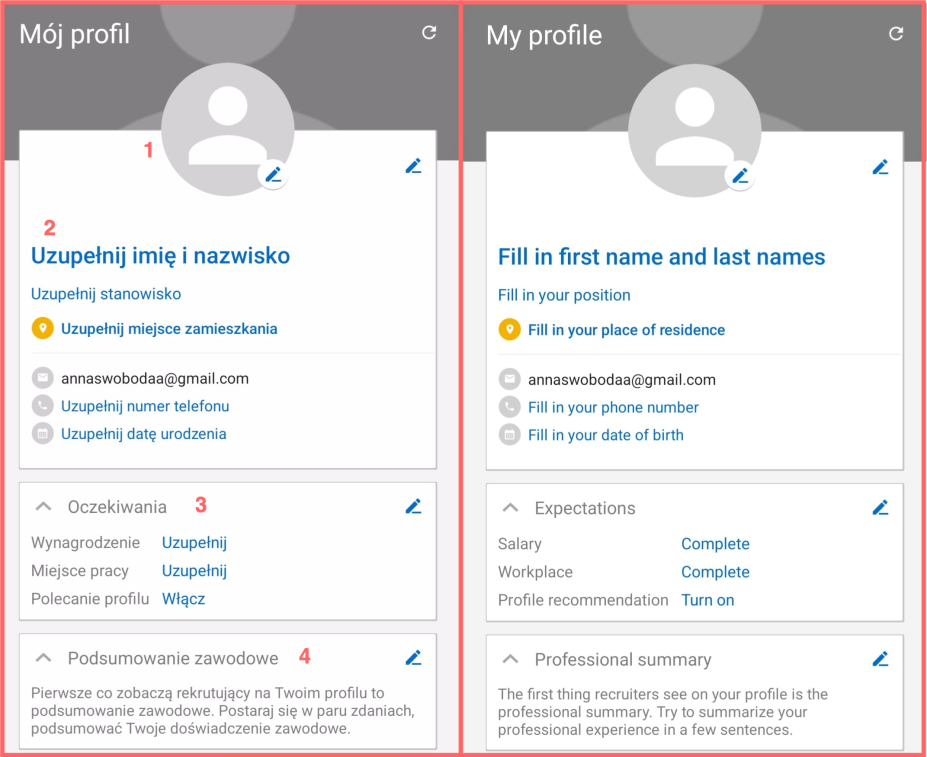 Mój profil
1
2
Uzupełnij imię i nazwisko
Uzupełnij stanowisko
Uzupełnij miejsce zamieszkania
annaswobodaa@gmail.com
Uzupełnij numer telefonu
Uzupełnij datę urodzenia
Oczekiwania 3
Wynagrodzenie Uzupełnij
Miejsce pracy Uzupełnij
Polecanie profilu Włącz
Podsumowanie zawodowe 4
Pierwsze co zobaczą rekrutujący na Twoim profilu to
podsumowanie zawodowe. Postaraj się w paru zdaniach,
podsumować Twoje doświadczenie zawodowe.
My profile
Fill in first name and last names
Fill in your position
Fill in your place of residence
annaswobodaa@gmail.com
Fill in your phone number
Fill in your date of birth
Expectations
Salary Complete
Workplace Complete
Profile recommendation Turn on
Professional summary
The first thing recruiters see on your profile is the
professional summary. Try to summarize your
professional experience in a few sentences.